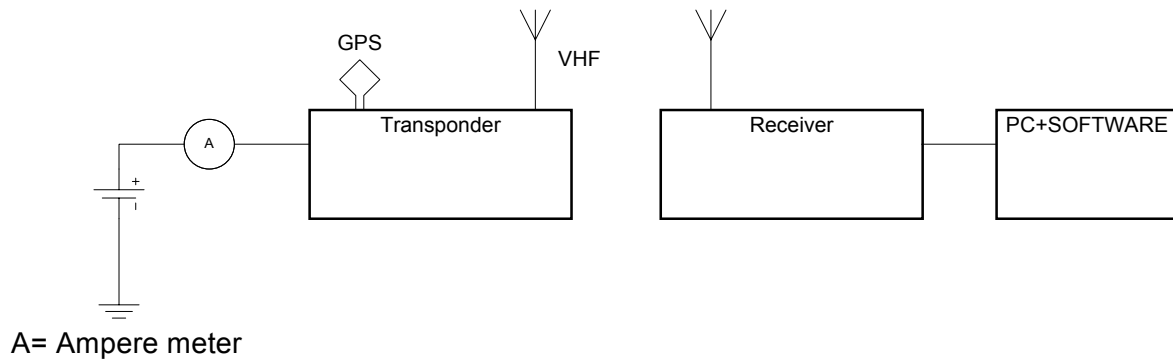 GPS
VHF
Transponder
Receiver
PC+SOFTWARE
A
+
-
A= Ampere meter